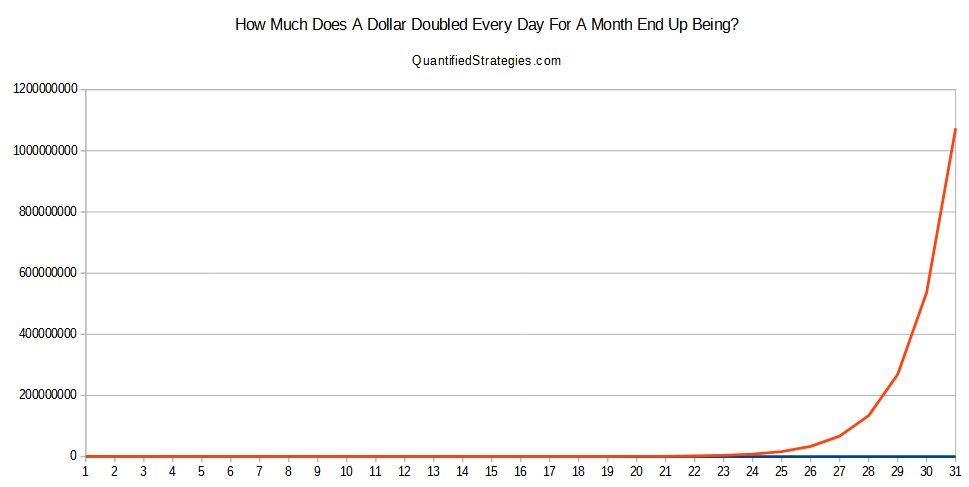 How Much Does A Dollar Doubled Every Day For A Month End Up Being?
QuantifiedStrategies.com
1200000000
1000000000
800000000
600000000
400000000
200000000
0
1 2 3 4 5 6 7 8 9 10 11 12 13 14 15 16 17 18 19 20 21 22 23 24 25 26 27 28 29 30 31